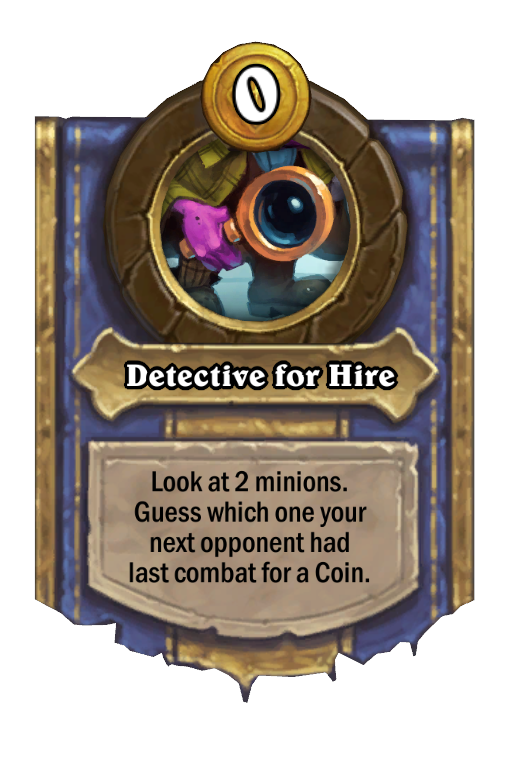 0
Detective for Hire
Look at 2 minions.
Guess which one your
next opponent had
last combat for a Coin.